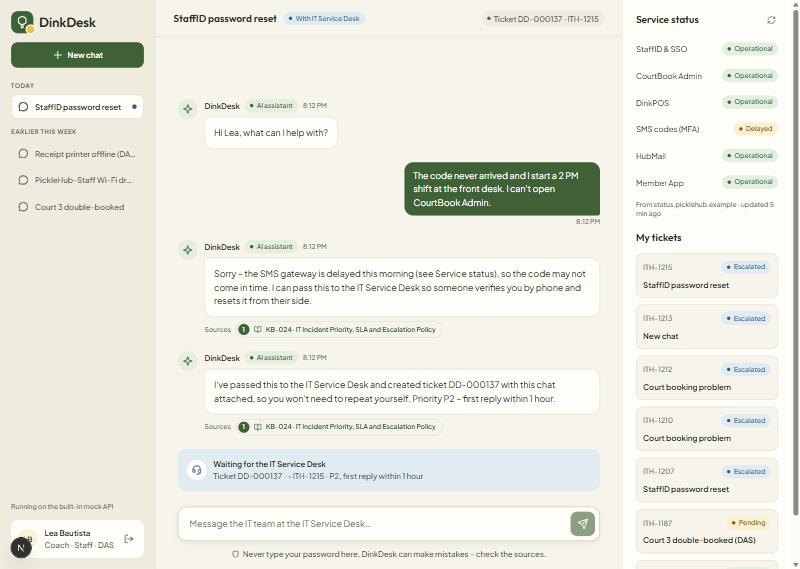 DinkDesk
New chat
TODAY
StaffID password reset
EARLIER THIS WEEK
Receipt printer offline (DA...
PickleHub-Staff Wi-Fi dr...
Court 3 double-booked
Running on the built-in mock API
Lea Bautista
Coach · Staff · DAS
N
StaffID password reset
With IT Service Desk
Ticket DD-000137 · ITH-1215
DinkDesk AI assistant 8:12 PM
Hi Lea, what can I help with?
The code never arrived and I start a 2 PM
shift at the front desk. I can't open
CourtBook Admin.
8:12 PM
DinkDesk AI assistant 8:12 PM
Sorry – the SMS gateway is delayed this morning (see Service status), so the code may not
come in time. I can pass this to the IT Service Desk so someone verifies you by phone and
resets it from their side.
Sources 1 KB-024 · IT Incident Priority, SLA and Escalation Policy
DinkDesk AI assistant 8:12 PM
I've passed this to the IT Service Desk and created ticket DD-000137 with this chat
attached, so you won't need to repeat yourself. Priority P2 – first reply within 1 hour.
Sources 1 KB-024 · IT Incident Priority, SLA and Escalation Policy
Waiting for the IT Service Desk
Ticket DD-000137 → ITH-1215 · P2, first reply within 1 hour
Message the IT team at the IT Service Desk...
Never type your password here. DinkDesk can make mistakes – check the sources.
Service status
StaffID & SSO Operational
CourtBook Admin Operational
DinkPOS Operational
SMS codes (MFA) Delayed
HubMail Operational
Member App Operational
From status.picklehub.example · updated 5
min ago
My tickets
ITH-1215 Escalated
StaffID password reset
ITH-1213 Escalated
New chat
ITH-1212 Escalated
Court booking problem
ITH-1210 Escalated
Court booking problem
ITH-1207 Escalated
StaffID password reset
ITH-1187 Pending
Court 3 double-booked (DAS)